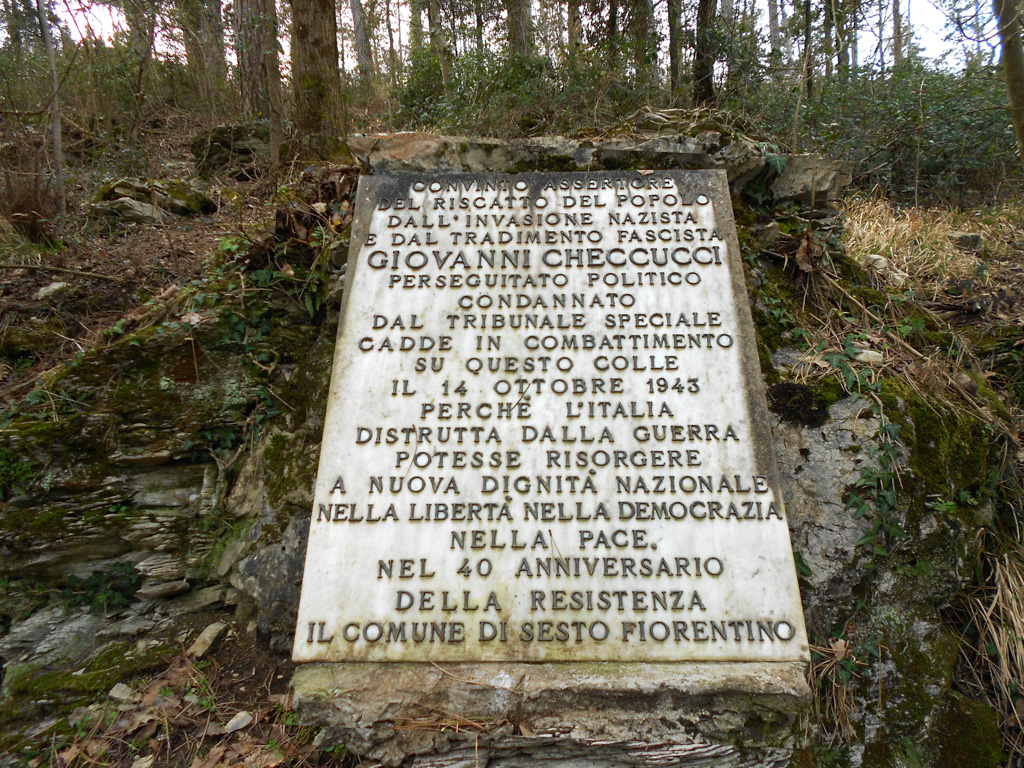 CONVINTO ASSERTORE
DEL RISCATTO DEL POPOLO
DALL'INVASIONE NAZISTA
E DAL TRADIMENTO FASCISTA
GIOVANNI CHECCUCCI
PERSEGUITATO POLITICO
CONDANNATO
DAL TRIBUNALE SPECIALE
CADDE IN COMBATTIMENTO
SU QUESTO COLLE
IL 14 OTTOBRE 1943
PERCHÈ L'ITALIA
DISTRUTTA DALLA GUERRA
POTESSE RISORGERE
A NUOVA DIGNITÀ NAZIONALE
NELLA LIBERTÀ NELLA DEMOCRAZIA
NELLA PACE.
NEL 40 ANNIVERSARIO
DELLA RESISTENZA
IL COMUNE DI SESTO FIORENTINO